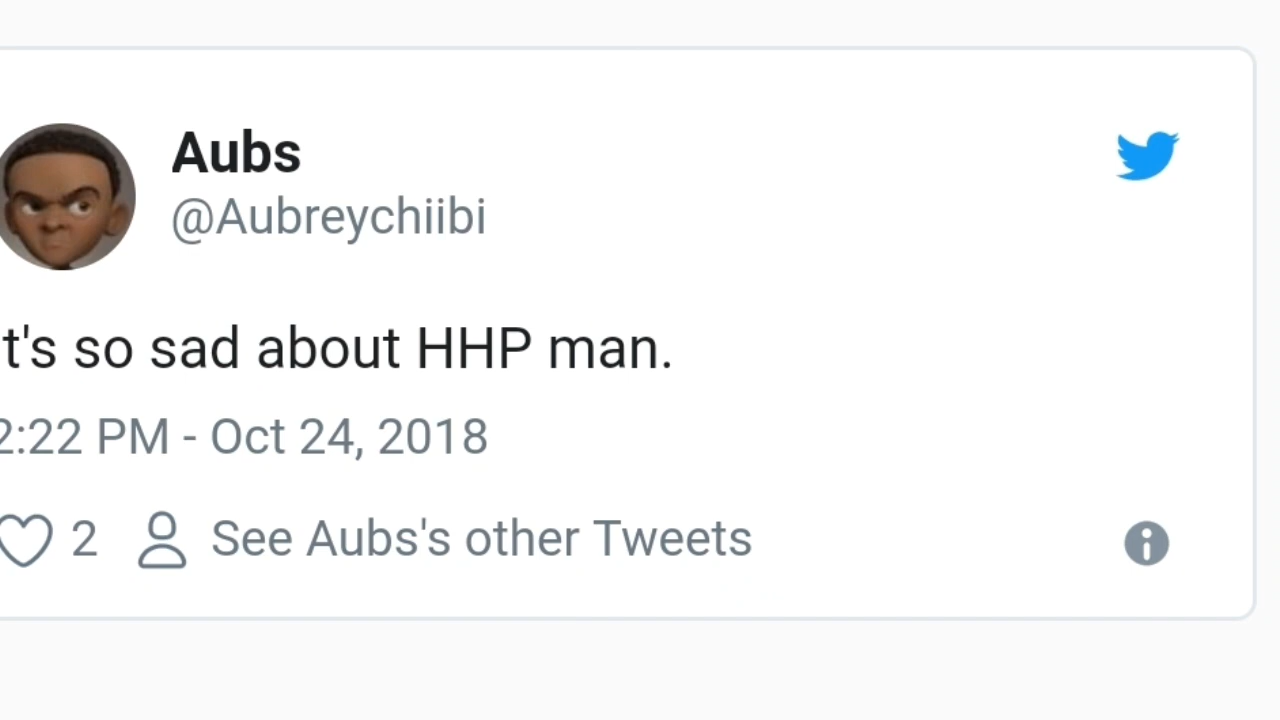 Aubs
@Aubreychiibi
t's so sad about HHP man.
2:22 PM - Oct 24, 2018
2 See Aubs's other Tweets